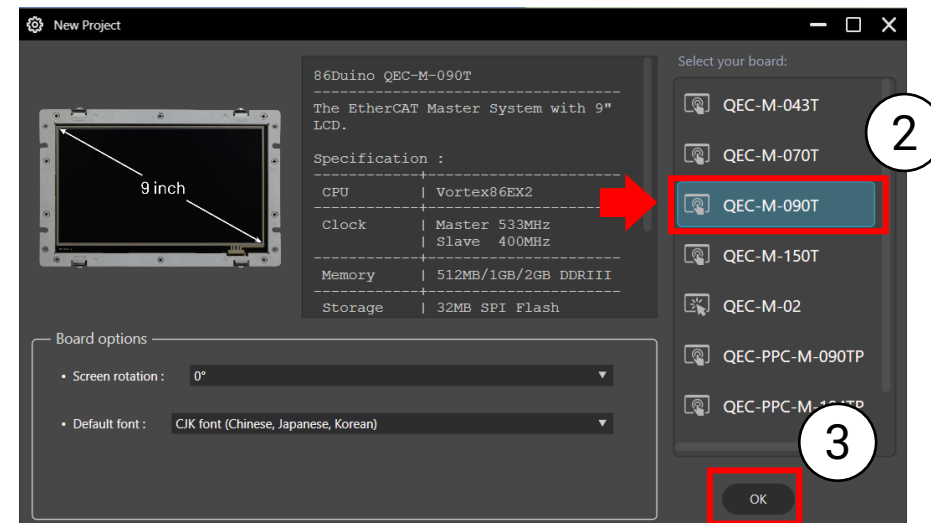 New Project
9 inch
86Duino QEC-M-090T
The EtherCAT Master System with 9"
LCD.
Specification :
CPU | Vortex86EX2
Clock | Master 533MHz
| Slave 400MHz
Memory | 512MB/1GB/2GB DDRIII
Storage | 32MB SPI Flash
Select your board:
QEC-M-043T
QEC-M-070T
2
QEC-M-090T
QEC-M-150T
QEC-M-02
QEC-PPC-M-090TP
QEC-PPC-M-
3
OK
Board options
• Screen rotation : 0°
• Default font : CJK font (Chinese, Japanese, Korean)